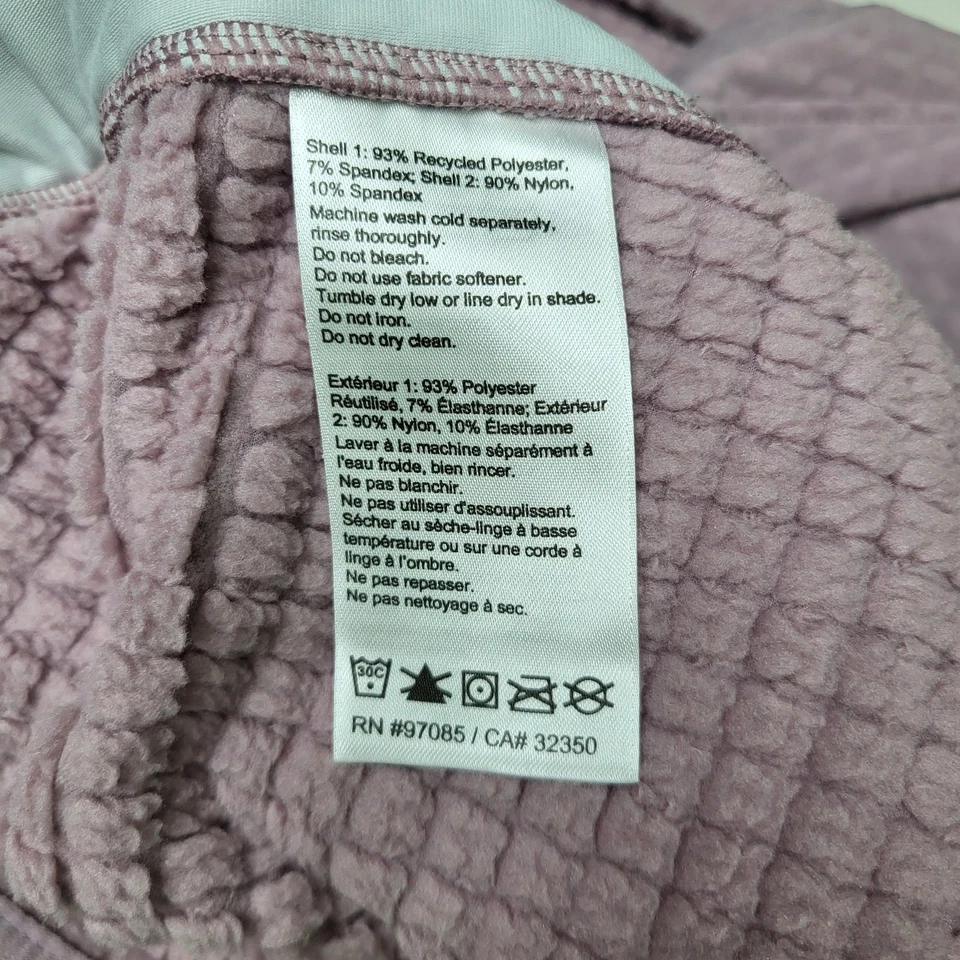 Shell 1: 93% Recycled Polyester,
7% Spandex; Shell 2: 90% Nylon,
10% Spandex
Machine wash cold separately,
rinse thoroughly.
Do not bleach.
Do not use fabric softener.
Tumble dry low or line dry in shade.
Do not iron.
Do not dry clean.
Extérieur 1: 93% Polyester
Réutilisé, 7% Élasthanne; Extérieur
2: 90% Nylon, 10% Élasthanne
Laver à la machine séparément à
l'eau froide, bien rincer.
Ne pas blanchir.
Ne pas utiliser d'assouplissant.
Sécher au sèche-linge à basse
température ou sur une corde à
linge à l'ombre.
Ne pas repasser.
Ne pas nettoyage à sec.
30C
RN #97085 / CA# 32350